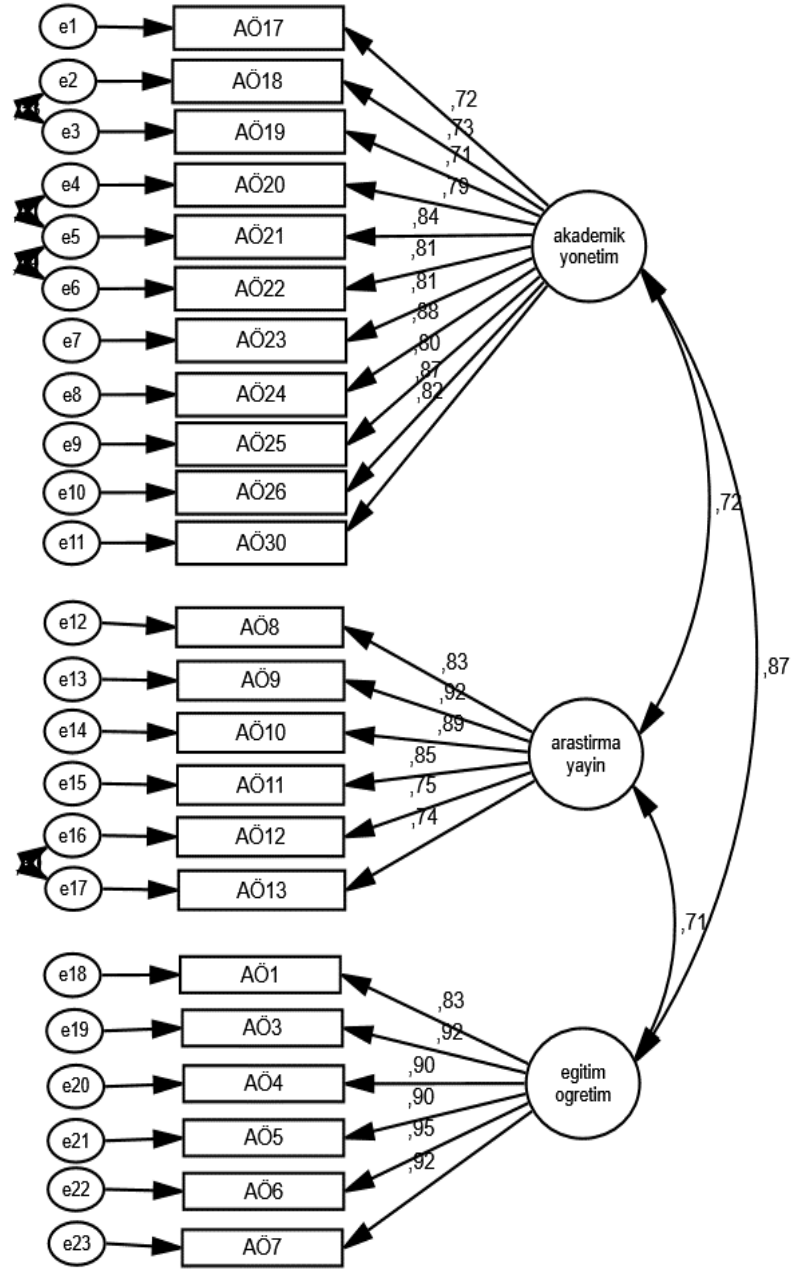 e1
AÖ17
e2
AÖ18
e3
AÖ19
e4
AÖ20
e5
AÖ21
e6
AÖ22
e7
AÖ23
e8
AÖ24
e9
AÖ25
e10
AÖ26
e11
AÖ30
,72
,73
,71
,79
,84
,81
,81
,88
,80
,87
,82
akademik
yonetim
,72
,87
e12
AÖ8
e13
AÖ9
e14
AÖ10
e15
AÖ11
e16
AÖ12
e17
AÖ13
,83
,92
,89
,85
,75
,74
arastirma
yayin
,71
e18
AÖ1
e19
AÖ3
e20
AÖ4
e21
AÖ5
e22
AÖ6
e23
AÖ7
,83
,92
,90
,90
,95
,92
egitim
ogretim